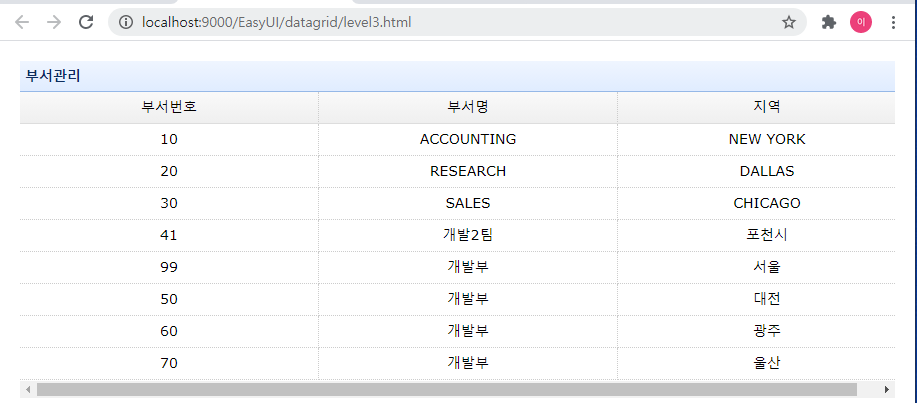 localhost:9000/EasyUI/datagrid/level3.html 이
부서관리
부서번호 부서명 지역
10 ACCOUNTING NEW YORK
20 RESEARCH DALLAS
30 SALES CHICAGO
41 개발2팀 포천시
99 개발부 서울
50 개발부 대전
60 개발부 광주
70 개발부 울산